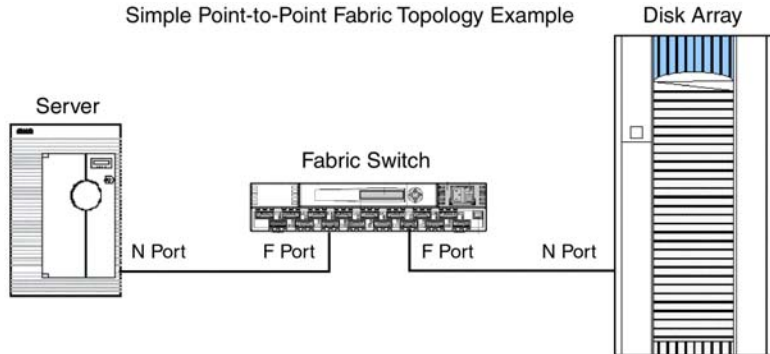 Simple Point-to-Point Fabric Topology Example
Disk Array
Server
Fabric Switch
N Port
F Port
F Port
N Port